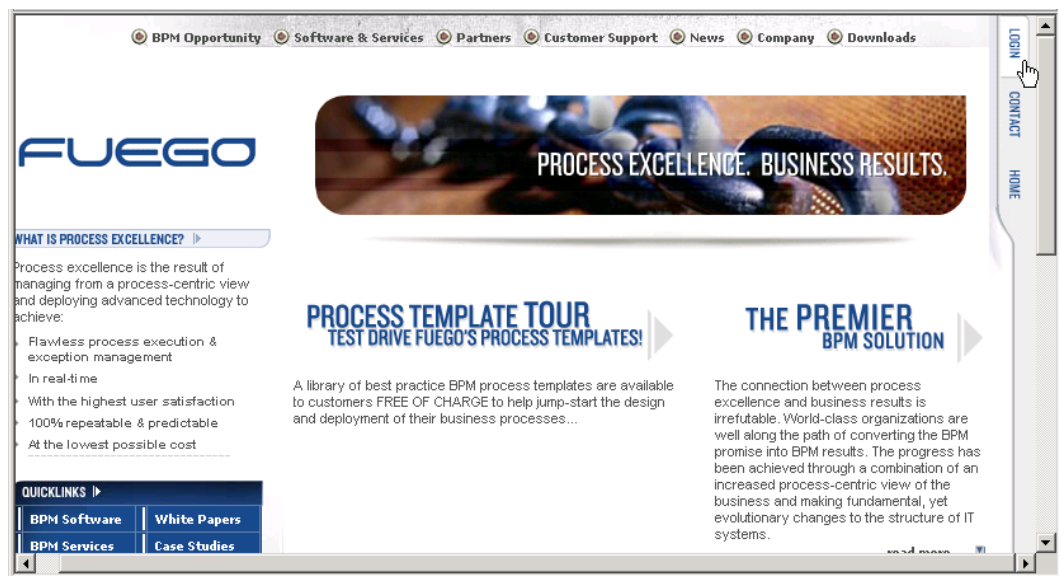 BPM Opportunity Software & Services Partners Customer Support News Company Downloads
LOGIN
CONTACT
HOME
FUEGO
PROCESS EXCELLENCE. BUSINESS RESULTS.
WHAT IS PROCESS EXCELLENCE?
Process excellence is the result of
managing from a process-centric view
and deploying advanced technology to
achieve:
Flawless process execution &
exception management
In real-time
With the highest user satisfaction
100% repeatable & predictable
At the lowest possible cost
QUICKLINKS
BPM Software White Papers
BPM Services Case Studies
PROCESS TEMPLATE TOUR
TEST DRIVE FUEGO'S PROCESS TEMPLATES!
A library of best practice BPM process templates are available
to customers FREE OF CHARGE to help jump-start the design
and deployment of their business processes...
THE PREMIER
BPM SOLUTION
The connection between process
excellence and business results is
irrefutable. World-class organizations are
well along the path of converting the BPM
promise into BPM results. The progress has
been achieved through a combination of an
increased process-centric view of the
business and making fundamental, yet
evolutionary changes to the structure of IT
systems.
read more